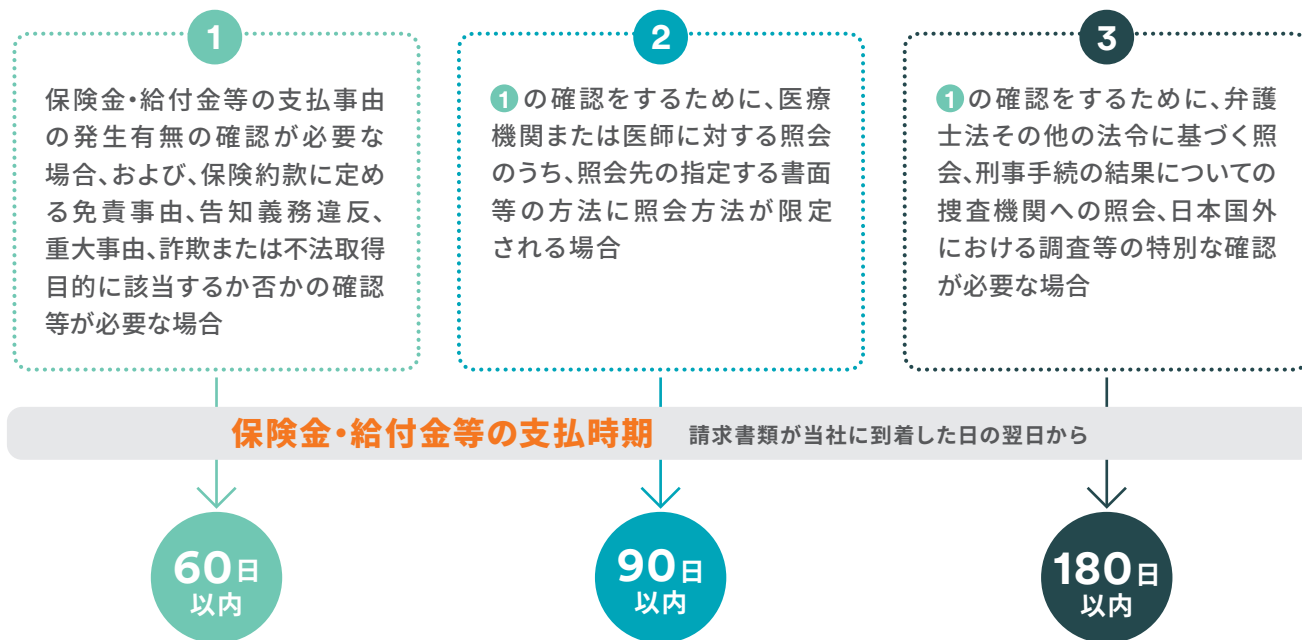 1
保険金・給付金等の支払事由
の発生有無の確認が必要な
場合、および、保険約款に定め
る免責事由、告知義務違反、
重大事由、詐欺または不法取得
目的に該当するか否かの確認
等が必要な場合
2
1の確認をするために、医療
機関または医師に対する照会
のうち、照会先の指定する書面
等の方法に照会方法が限定
される場合
3
1の確認をするために、弁護
士法その他の法令に基づく照
会、刑事手続の結果についての
捜査機関への照会、日本国外
における調査等の特別な確認
が必要な場合
保険金・給付金等の支払時期 請求書類が当社に到着した日の翌日から
60日
以内
90日
以内
180日
以内